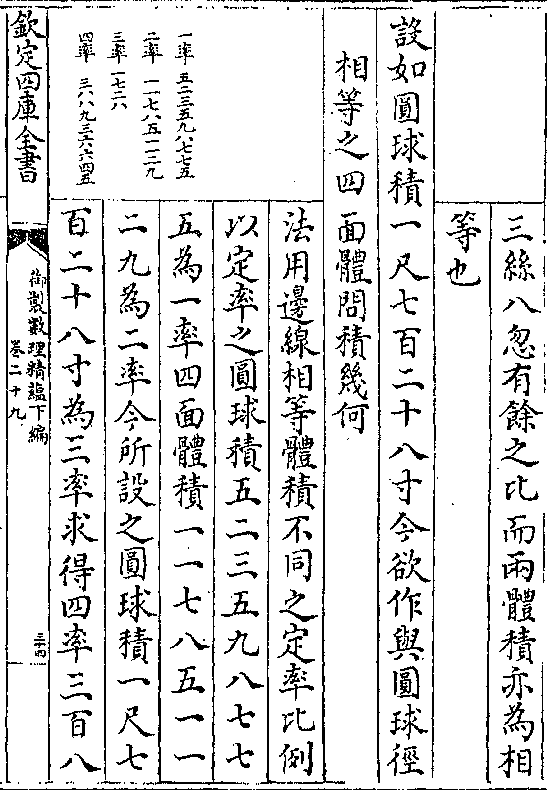 三絲八忽有餘之比而兩體積亦為相
等也
設如圓球積一尺七百二十八寸今欲作與圓球徑
相等之四面體問積幾何
一率 五二三五九八七七五
二率 一一七八五一一二九
三率 一七二八
四率 三八八九三六六四五
法用邊線相等體積不同之定率比例
以定率之圓球積五二三五九八七七
五為一率四面體積一一七八五一一
二九為二率今所設之圓球積一尺七
百二十八寸為三率求得四率三百八
欽定四庫全書
御製數理精蘊下編
卷二十九
三十四